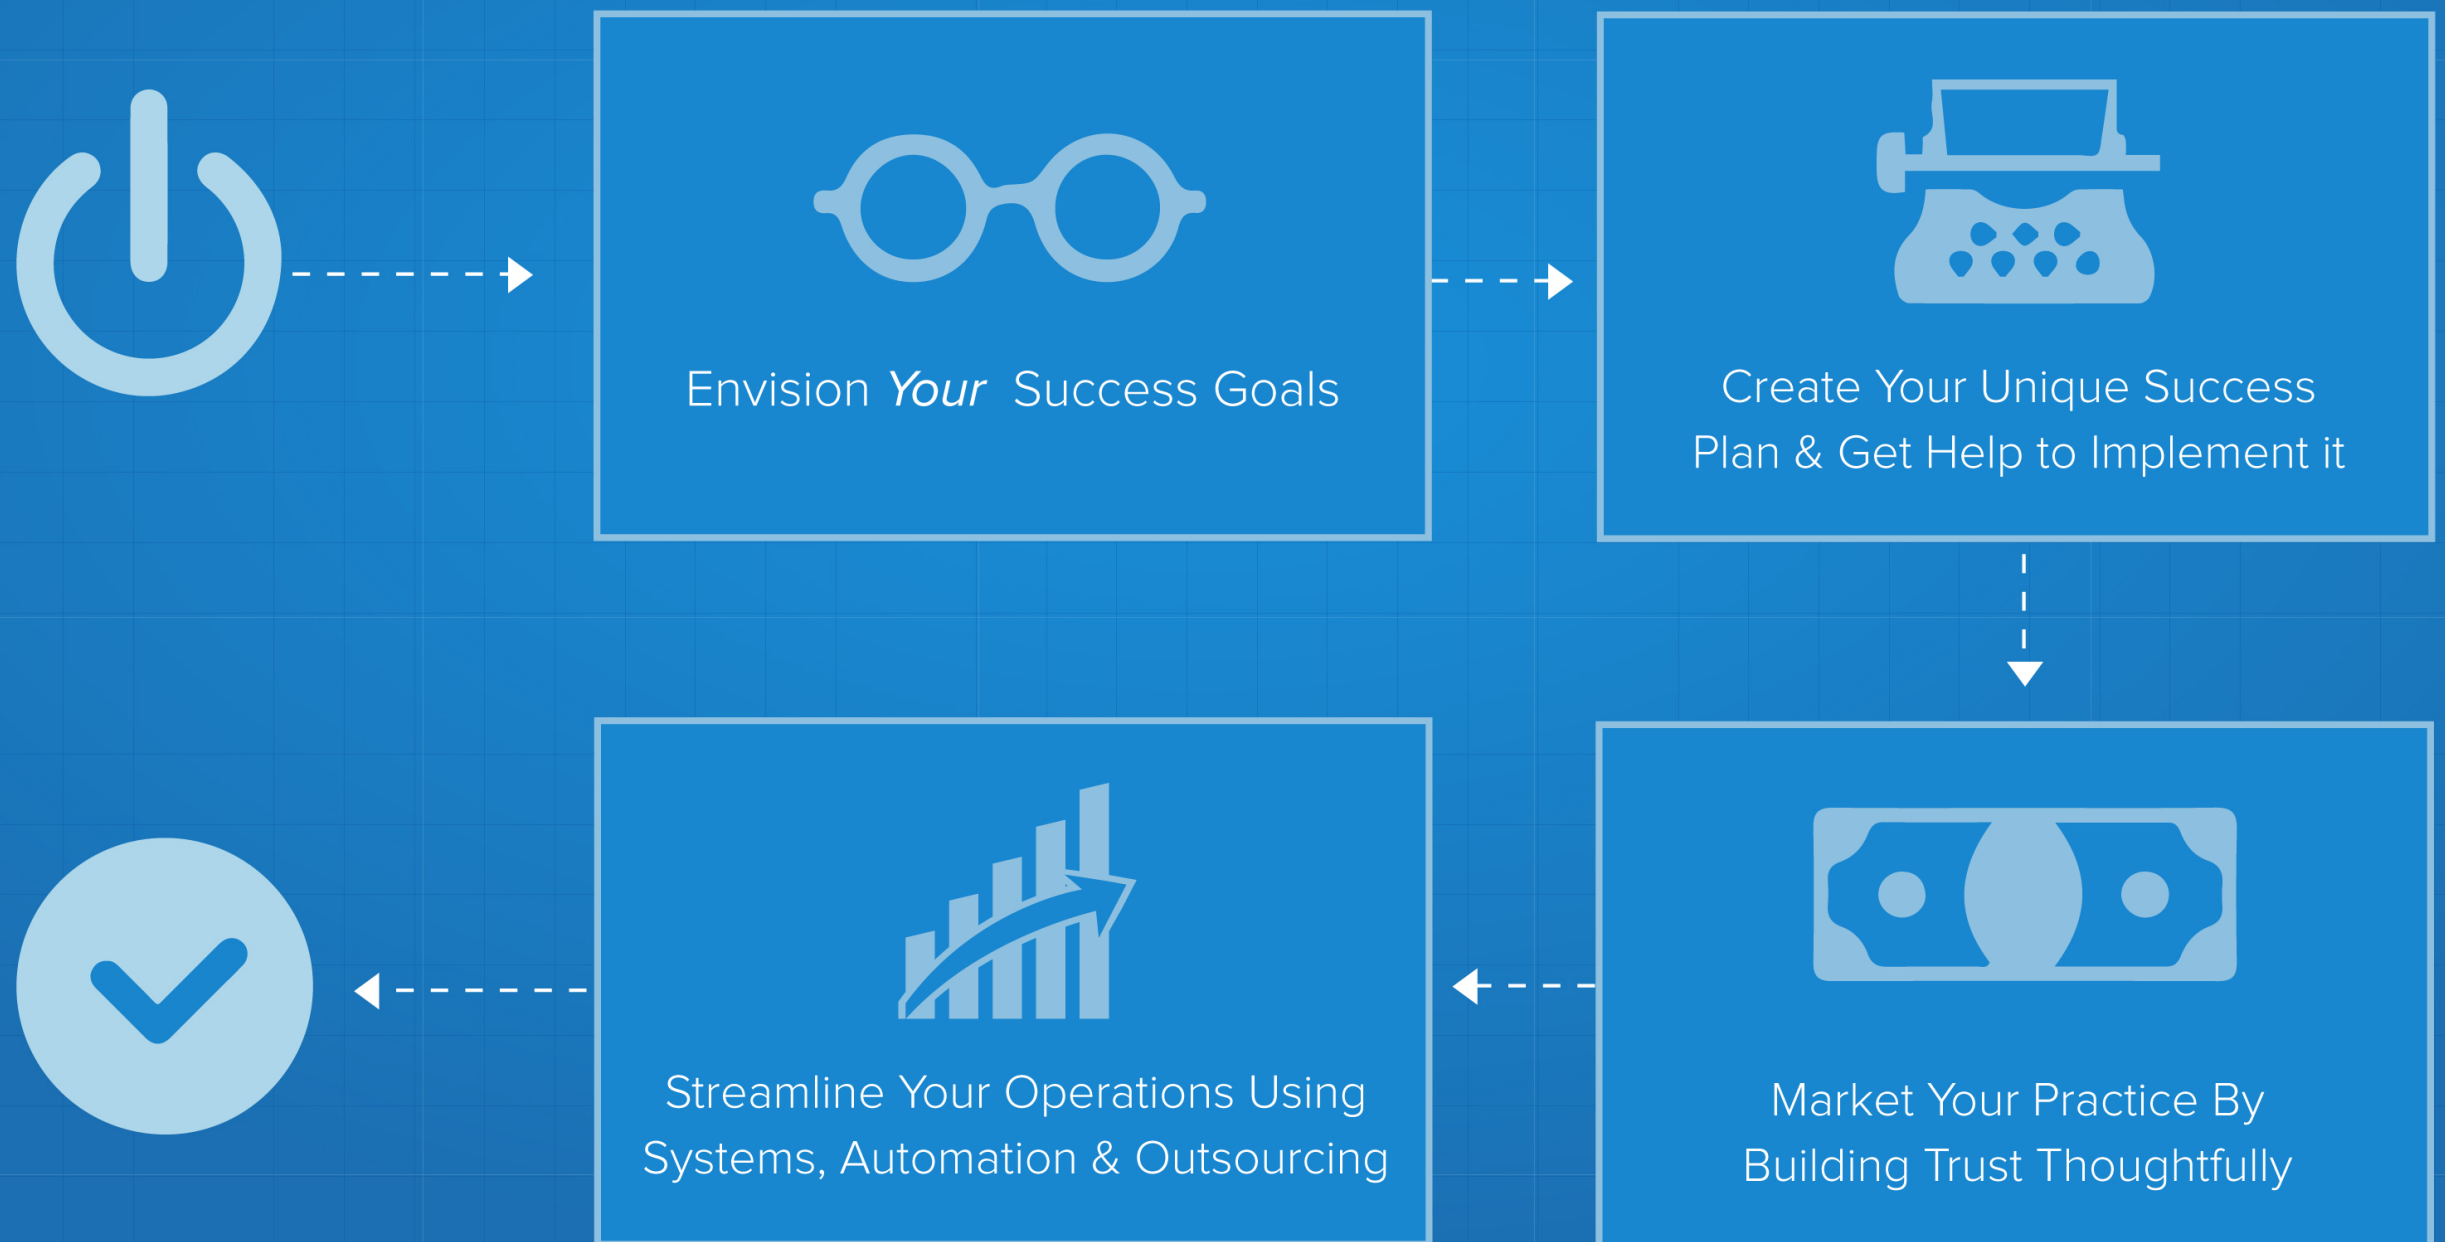 Envision Your Success Goals
Create Your Unique Success
Plan & Get Help to Implement it
Streamline Your Operations Using
Systems, Automation & Outsourcing
Market Your Practice By
Building Trust Thoughtfully